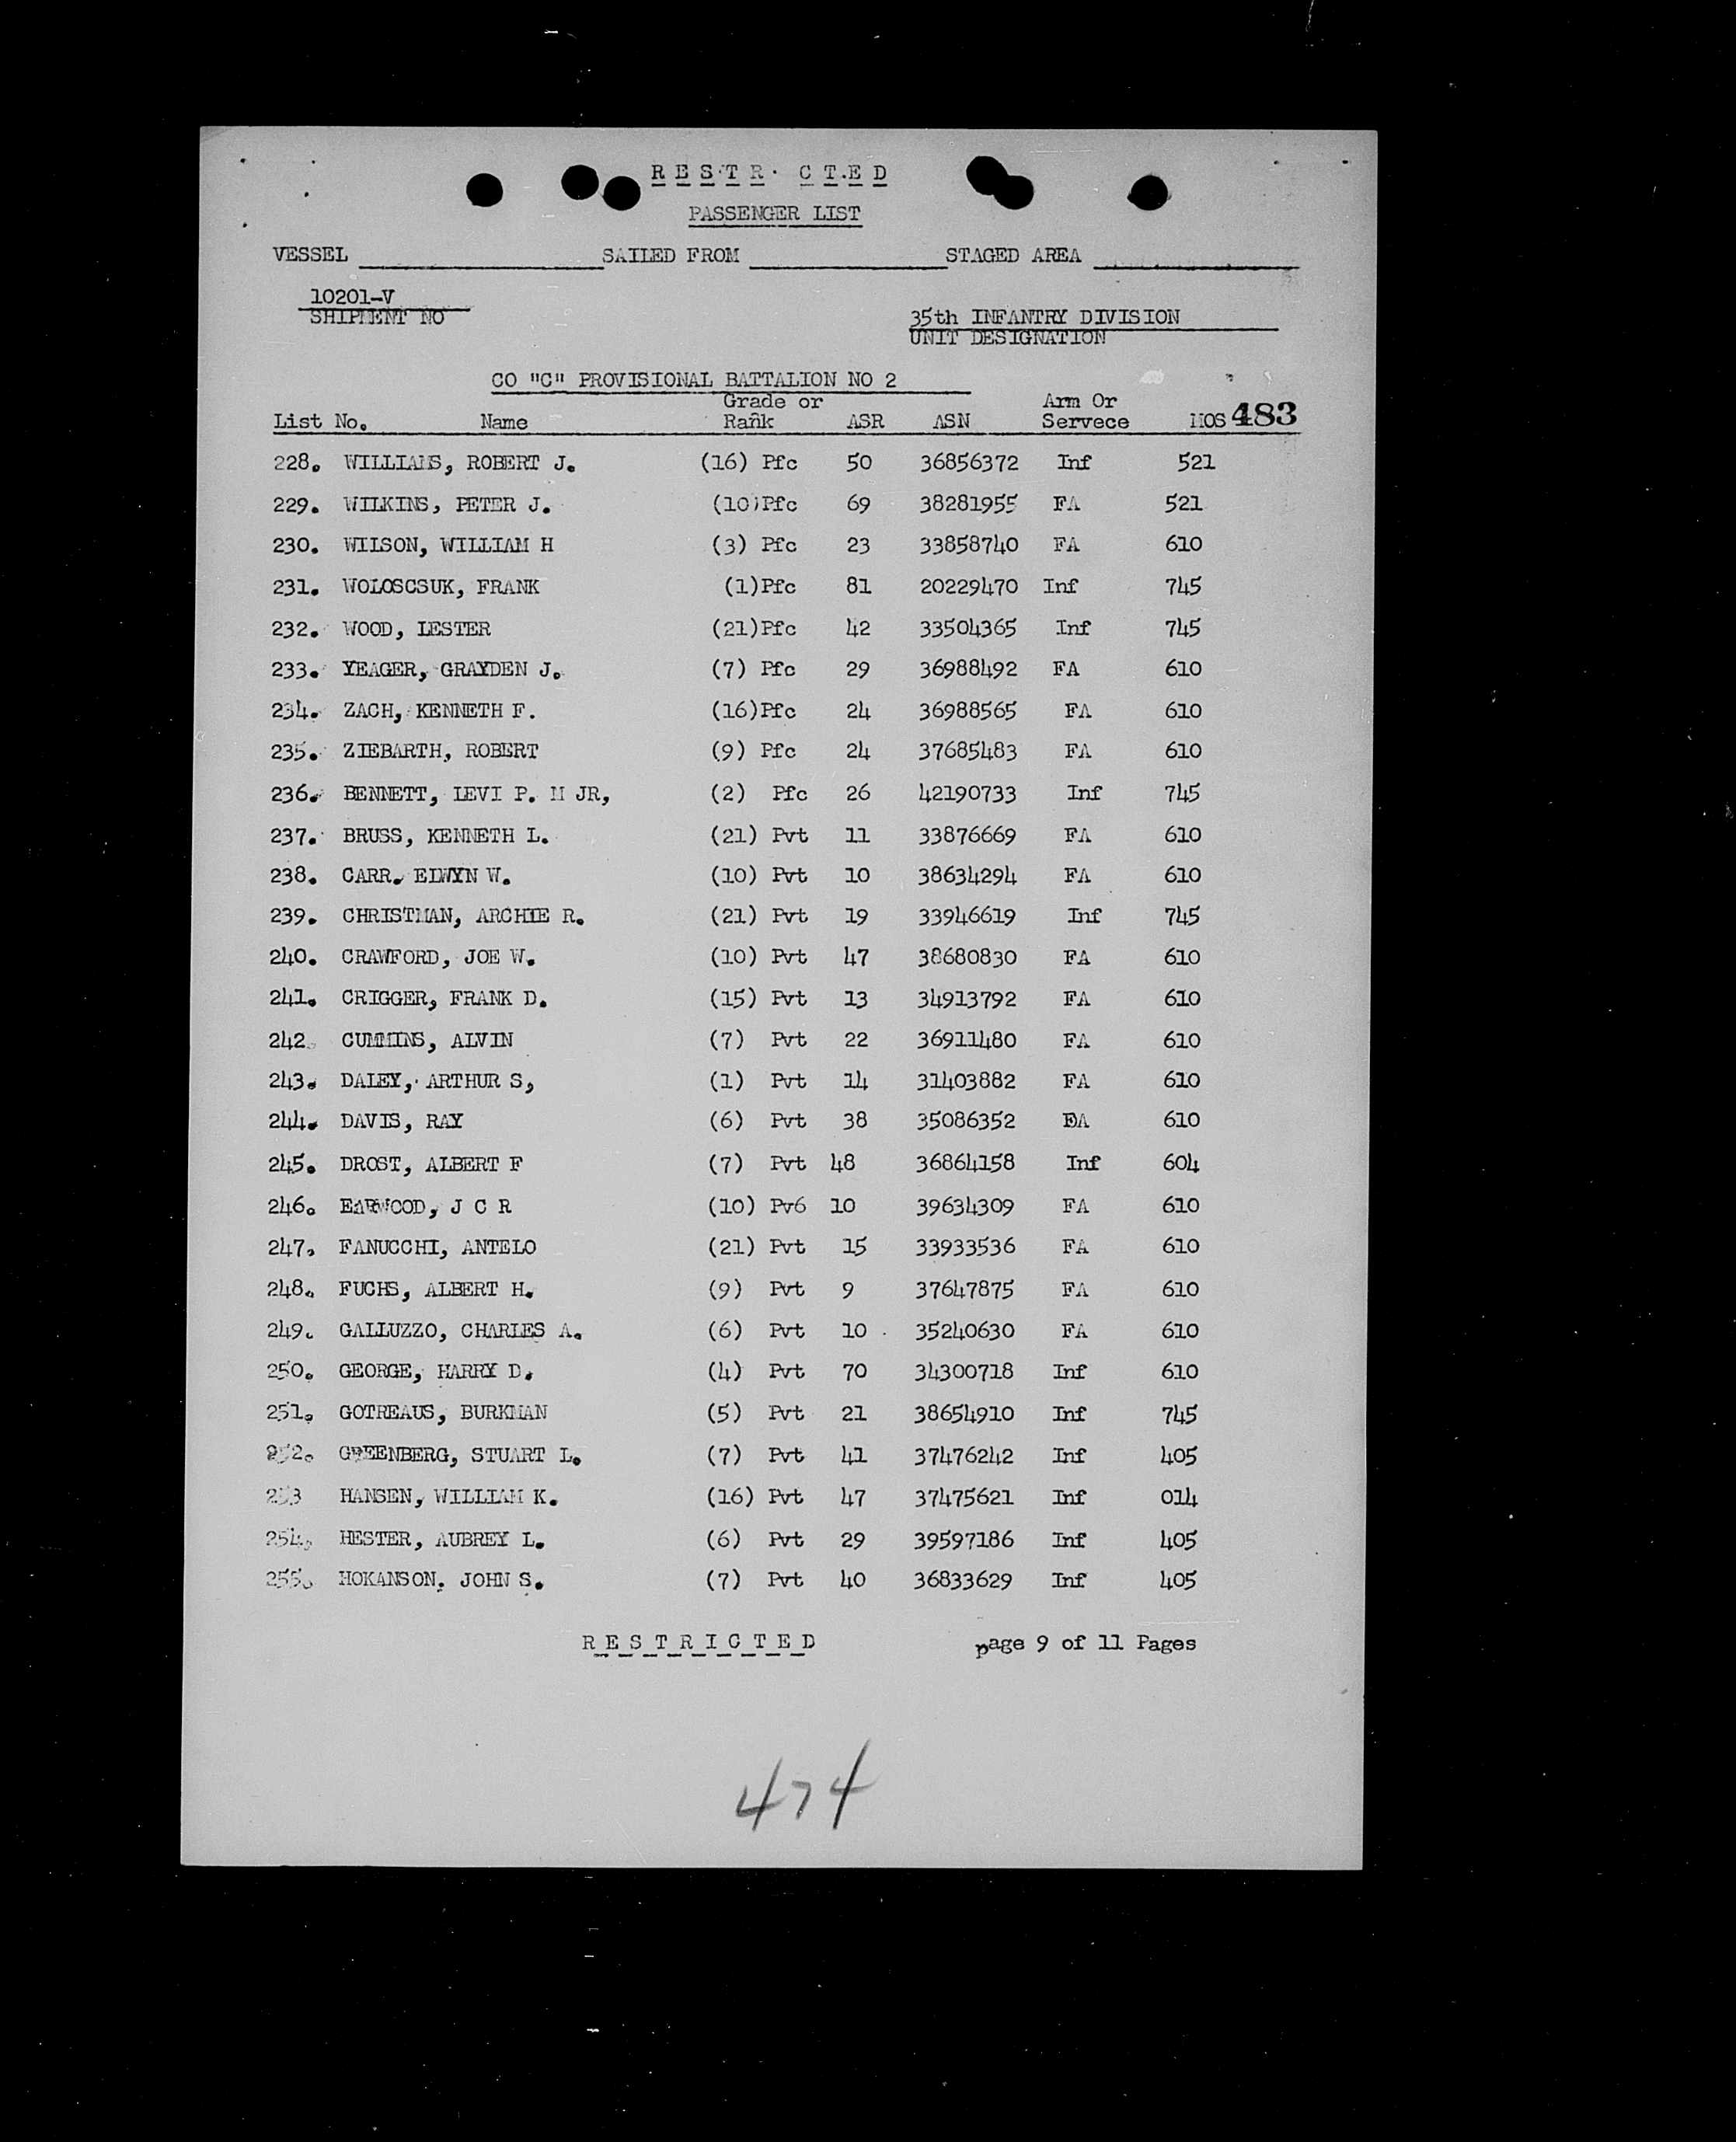 R E S T R   C T E D
PASSENGER LIST
VESSEL SAILED FROM STAGED AREA
10201-V
SHIPMENT NO
35th INFANTRY DIVISION
UNIT DESIGNATION
CO "C" PROVISIONAL BATTALION NO 2
Grade or Arm Or
List No. Name Rank ASR ASN Servece MOS 483
228. WILLIAMS, ROBERT J. (16) Pfc 50 36856372 Inf 521
229. WILKINS, PETER J. (10)Pfc 69 38281955 FA 521
230. WILSON, WILLIAM H (3) Pfc 23 33858740 FA 610
231. WOLOSCSUK, FRANK (1)Pfc 81 20229470 Inf 745
232. WOOD, LESTER (21)Pfc 42 33504365 Inf 745
233. YEAGER, GRAYDEN J. (7) Pfc 29 36988492 FA 610
234. ZACH, KENNETH F. (16)Pfc 24 36988565 FA 610
235. ZIEBARTH, ROBERT (9) Pfc 24 37685483 FA 610
236. BENNETT, LEVI P. M JR, (2) Pfc 26 42190733 Inf 745
237. BRUSS, KENNETH L. (21) Pvt 11 33876669 FA 610
238. CARR. ELWYN W. (10) Pvt 10 38634294 FA 610
239. CHRISTMAN, ARCHIE R. (21) Pvt 19 33946619 Inf 745
240. CRAWFORD, JOE W. (10) Pvt 47 38680830 FA 610
241. CRIGGER, FRANK D. (15) Pvt 13 34913792 FA 610
242. CUMMINS, ALVIN (7) Pvt 22 36911480 FA 610
243. DALEY, ARTHUR S, (1) Pvt 14 31403882 FA 610
244. DAVIS, RAY (6) Pvt 38 35086352 FA 610
245. DROST, ALBERT F (7) Pvt 48 36864158 Inf 604
246. EARWOOD, J C R (10) Pv6 10 39634309 FA 610
247. FANUCCHI, ANTELO (21) Pvt 15 33933536 FA 610
248. FUCHS, ALBERT H. (9) Pvt 9 37647875 FA 610
249. GALLUZZO, CHARLES A. (6) Pvt 10 35240630 FA 610
250. GEORGE, HARRY D. (4) Pvt 70 34300718 Inf 610
251. GOTREAUS, BURKMAN (5) Pvt 21 38654910 Inf 745
252. GREENBERG, STUART L. (7) Pvt 41 37476242 Inf 405
253 HANSEN, WILLIAM K. (16) Pvt 47 37475621 Inf 014
254. HESTER, AUBREY L. (6) Pvt 29 39597186 Inf 405
255. HOKANSON. JOHN S. (7) Pvt 40 36833629 Inf 405
R E S T R I C T E D page 9 of 11 Pages
474